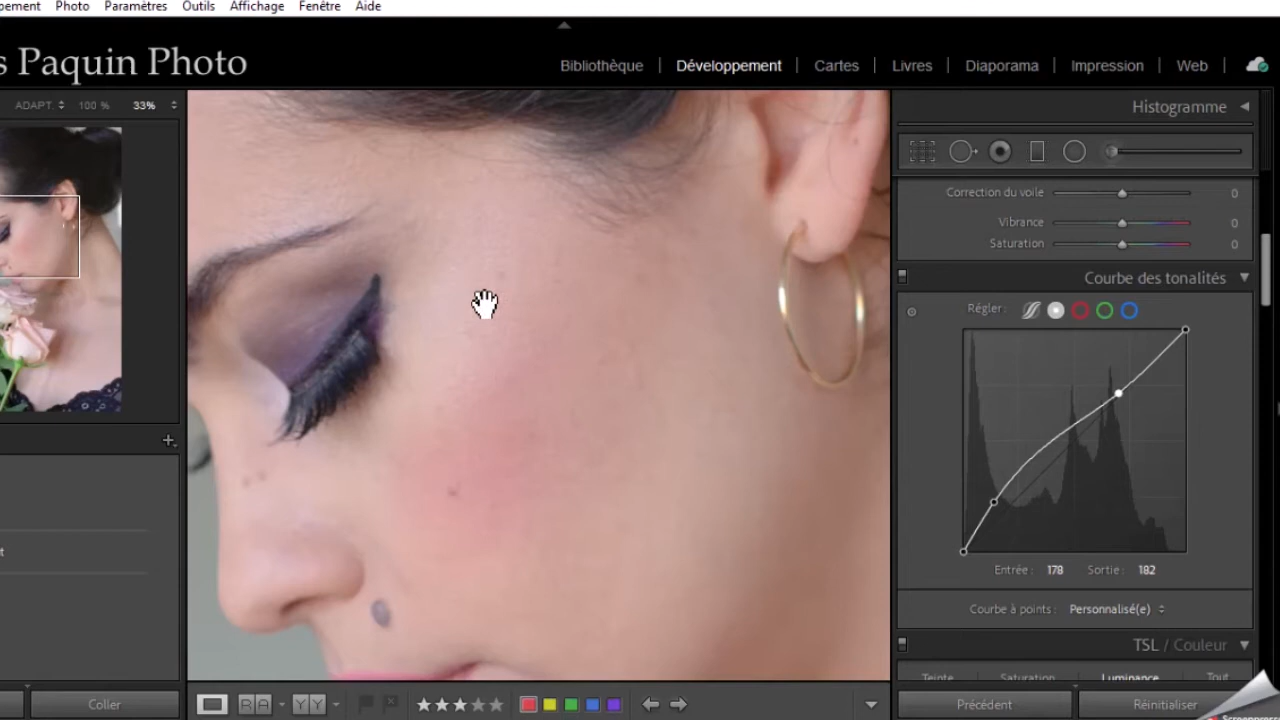 pement Photo Paramètres Outils Affichage Fenêtre Aide
s Paquin Photo
Bibliothèque | Développement | Cartes | Livres | Diaporama | Impression | Web
ADAPT. 100 % 33%
Histogramme
Correction du voile 0
Vibrance 0
Saturation 0
Courbe des tonalités
Régler :
Entrée : 178 Sortie : 182
Courbe à points : Personnalisé(e)
TSL / Couleur
Teinte Saturation Luminance Tout
t
Coller
R A Y Y
Précédent Réinitialiser